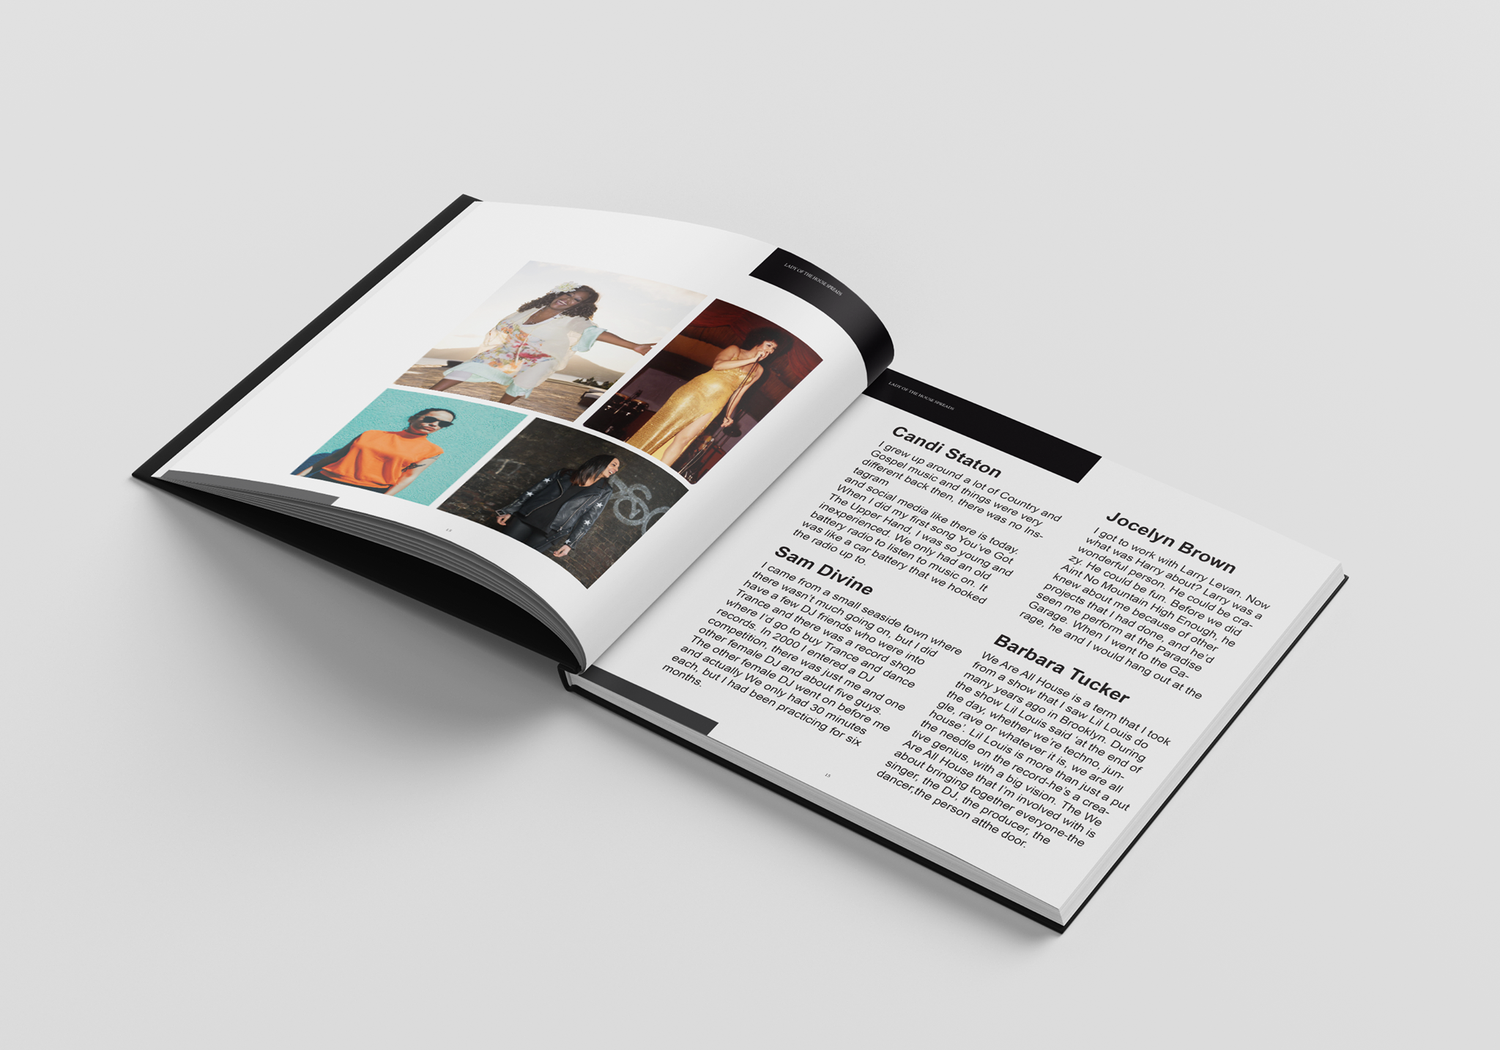 LADY OF THE HOUSE SPREADS
LADY OF THE HOUSE SPREADS
Candi Staton
I grew up around a lot of Country and
Gospel music and things were very
different back then, there was no Ins-
tagram
and social media like there is today.
When I did my first song You've Got
The Upper Hand, I was so young and
inexperienced. We only had an old
battery radio to listen to music on. It
was like a car battery that we hooked
the radio up to.
Sam Divine
I came from a small seaside town where
there wasn't much going on, but I did
have a few DJ friends who were into
Trance and there was a record shop
where I'd go to buy Trance and dance
records. In 2000 I entered a DJ
competition, there was just me and one
other female DJ and about five guys.
The other female DJ went on before me
and actually We only had 30 minutes
each, but I had been practicing for six
months.
Jocelyn Brown
I got to work with Larry Levan. Now
what was Harry about? Larry was a
wonderful person. He could be cra-
zy. He could be fun. Before we did
Aint No Mountain High Enough, he
knew about me because of other
projects that I had done, and he'd
seen me perform at the Paradise
Garage. When I went to the Ga-
rage, he and I would hang out at the
Barbara Tucker
We Are All House is a term that I took
from a show that I saw Lil Louis do
many years ago in Brooklyn. During
the show Lil Louis said 'at the end of
the day, whether we're techno, jun-
gle, rave or whatever it is, we are all
house'. Lil Louis is more than just a put
the needle on the record-he's a crea-
tive genius, with a big vision. The We
Are All House that I'm involved with is
about bringing together everyone-the
singer, the DJ, the producer, the
dancer,the person atthe door.
15